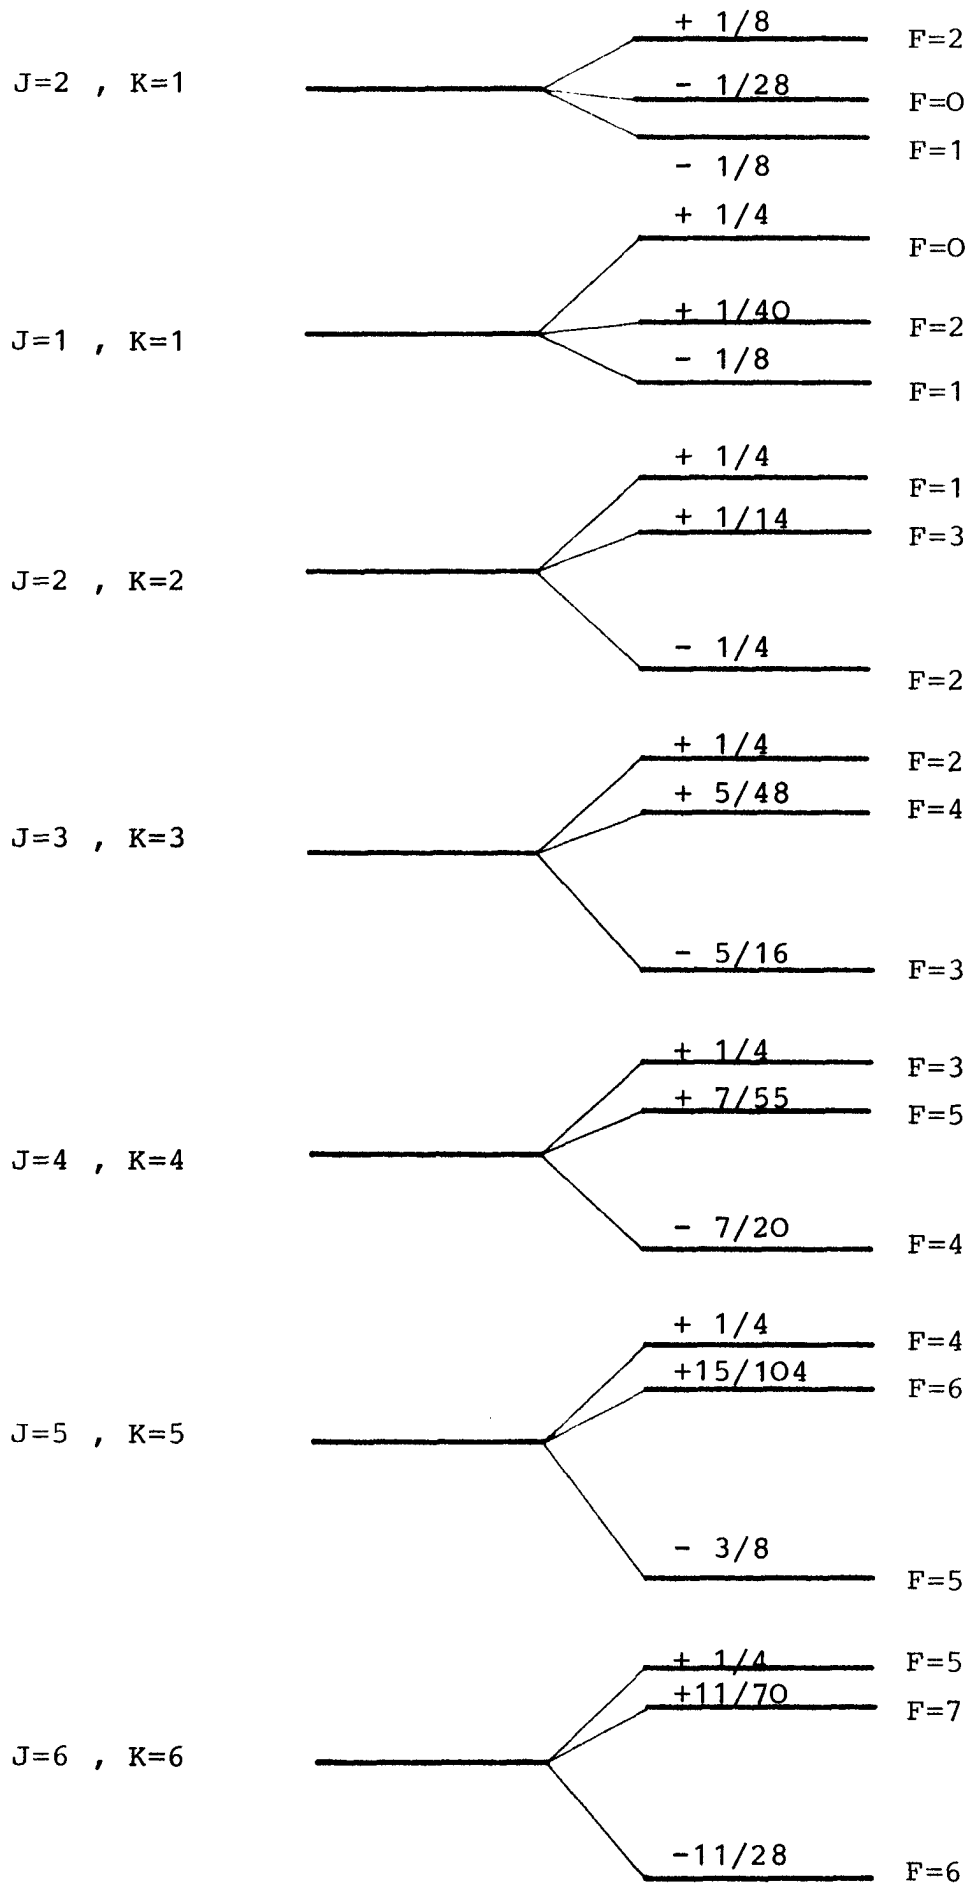 + 1/8
F=2
J=2 , K=1
- 1/28
F=0
F=1
- 1/8
+ 1/4
F=0
+ 1/40
F=2
J=1 , K=1
- 1/8
F=1
+ 1/4
F=1
+ 1/14
F=3
J=2 , K=2
- 1/4
F=2
+ 1/4
F=2
+ 5/48
F=4
J=3 , K=3
- 5/16
F=3
+ 1/4
F=3
+ 7/55
F=5
J=4 , K=4
- 7/20
F=4
+ 1/4
F=4
+15/104
F=6
J=5 , K=5
- 3/8
F=5
+ 1/4
F=5
+11/70
F=7
J=6 , K=6
-11/28
F=6